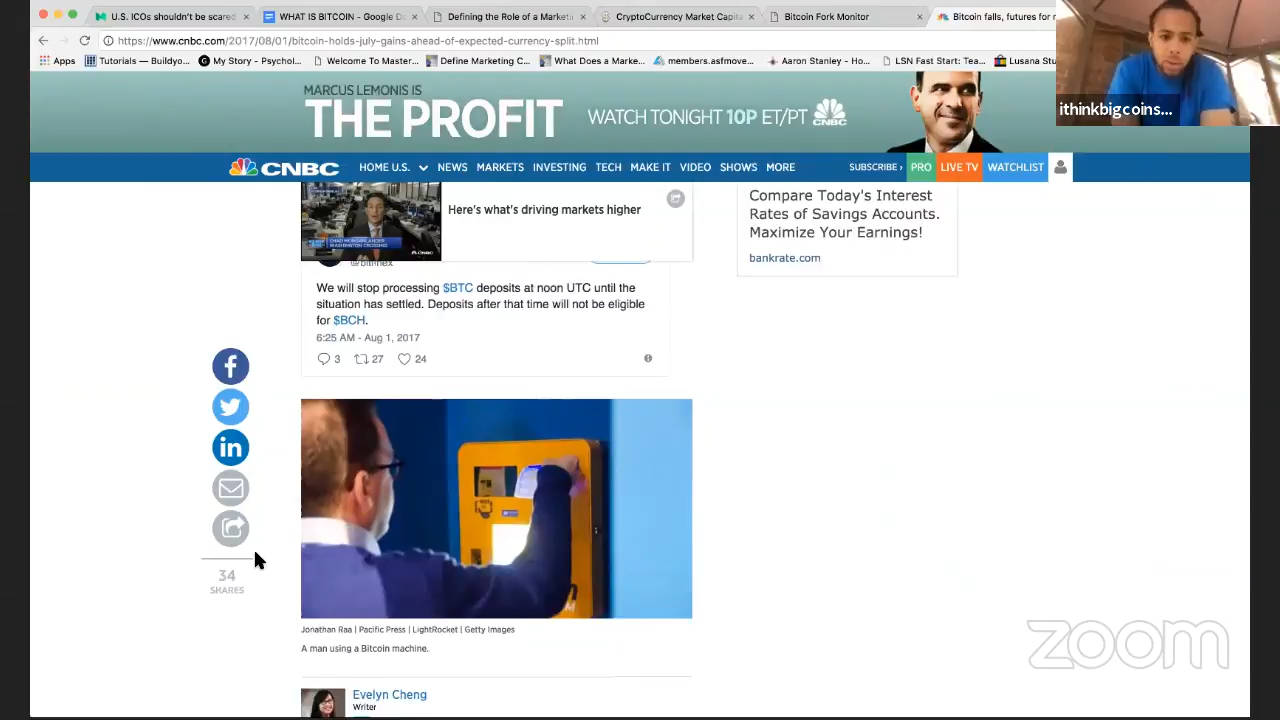 U.S. ICOs shouldn't be scared
WHAT IS BITCOIN - Google D
Defining the Role of a Market
CryptoCurrency Market Capita
Bitcoin Fork Monitor
Bitcoin falls, futures for
https://www.cnbc.com/2017/08/01/bitcoin-holds-july-gains-ahead-of-expected-currency-split.html
Apps
Tutorials — Buildyo...
My Story - Psychol...
Welcome To Master...
Define Marketing C...
What Does a Marke...
members.asfmove...
Aaron Stanley - Ho...
LSN Fast Start: Tea...
Lusana Stu
ithinkbigcoins...
MARCUS LEMONIS IS
THE PROFIT
WATCH TONIGHT 10P ET/PT
CNBC
CNBC
HOME U.S.
NEWS
MARKETS
INVESTING
TECH
MAKE IT
VIDEO
SHOWS
MORE
SUBSCRIBE ›
PRO
LIVE TV
WATCHLIST
Here's what's driving markets higher
CHAD MORGANLANDER
WASHINGTON CROSSING
CNBC
Compare Today's Interest
Rates of Savings Accounts.
Maximize Your Earnings!
bankrate.com
We will stop processing $BTC deposits at noon UTC until the
situation has settled. Deposits after that time will not be eligible
for $BCH.
6:25 AM - Aug 1, 2017
3
27
24
34
SHARES
Jonathan Raa | Pacific Press | LightRocket | Getty Images
A man using a Bitcoin machine.
Evelyn Cheng
Writer
zoom